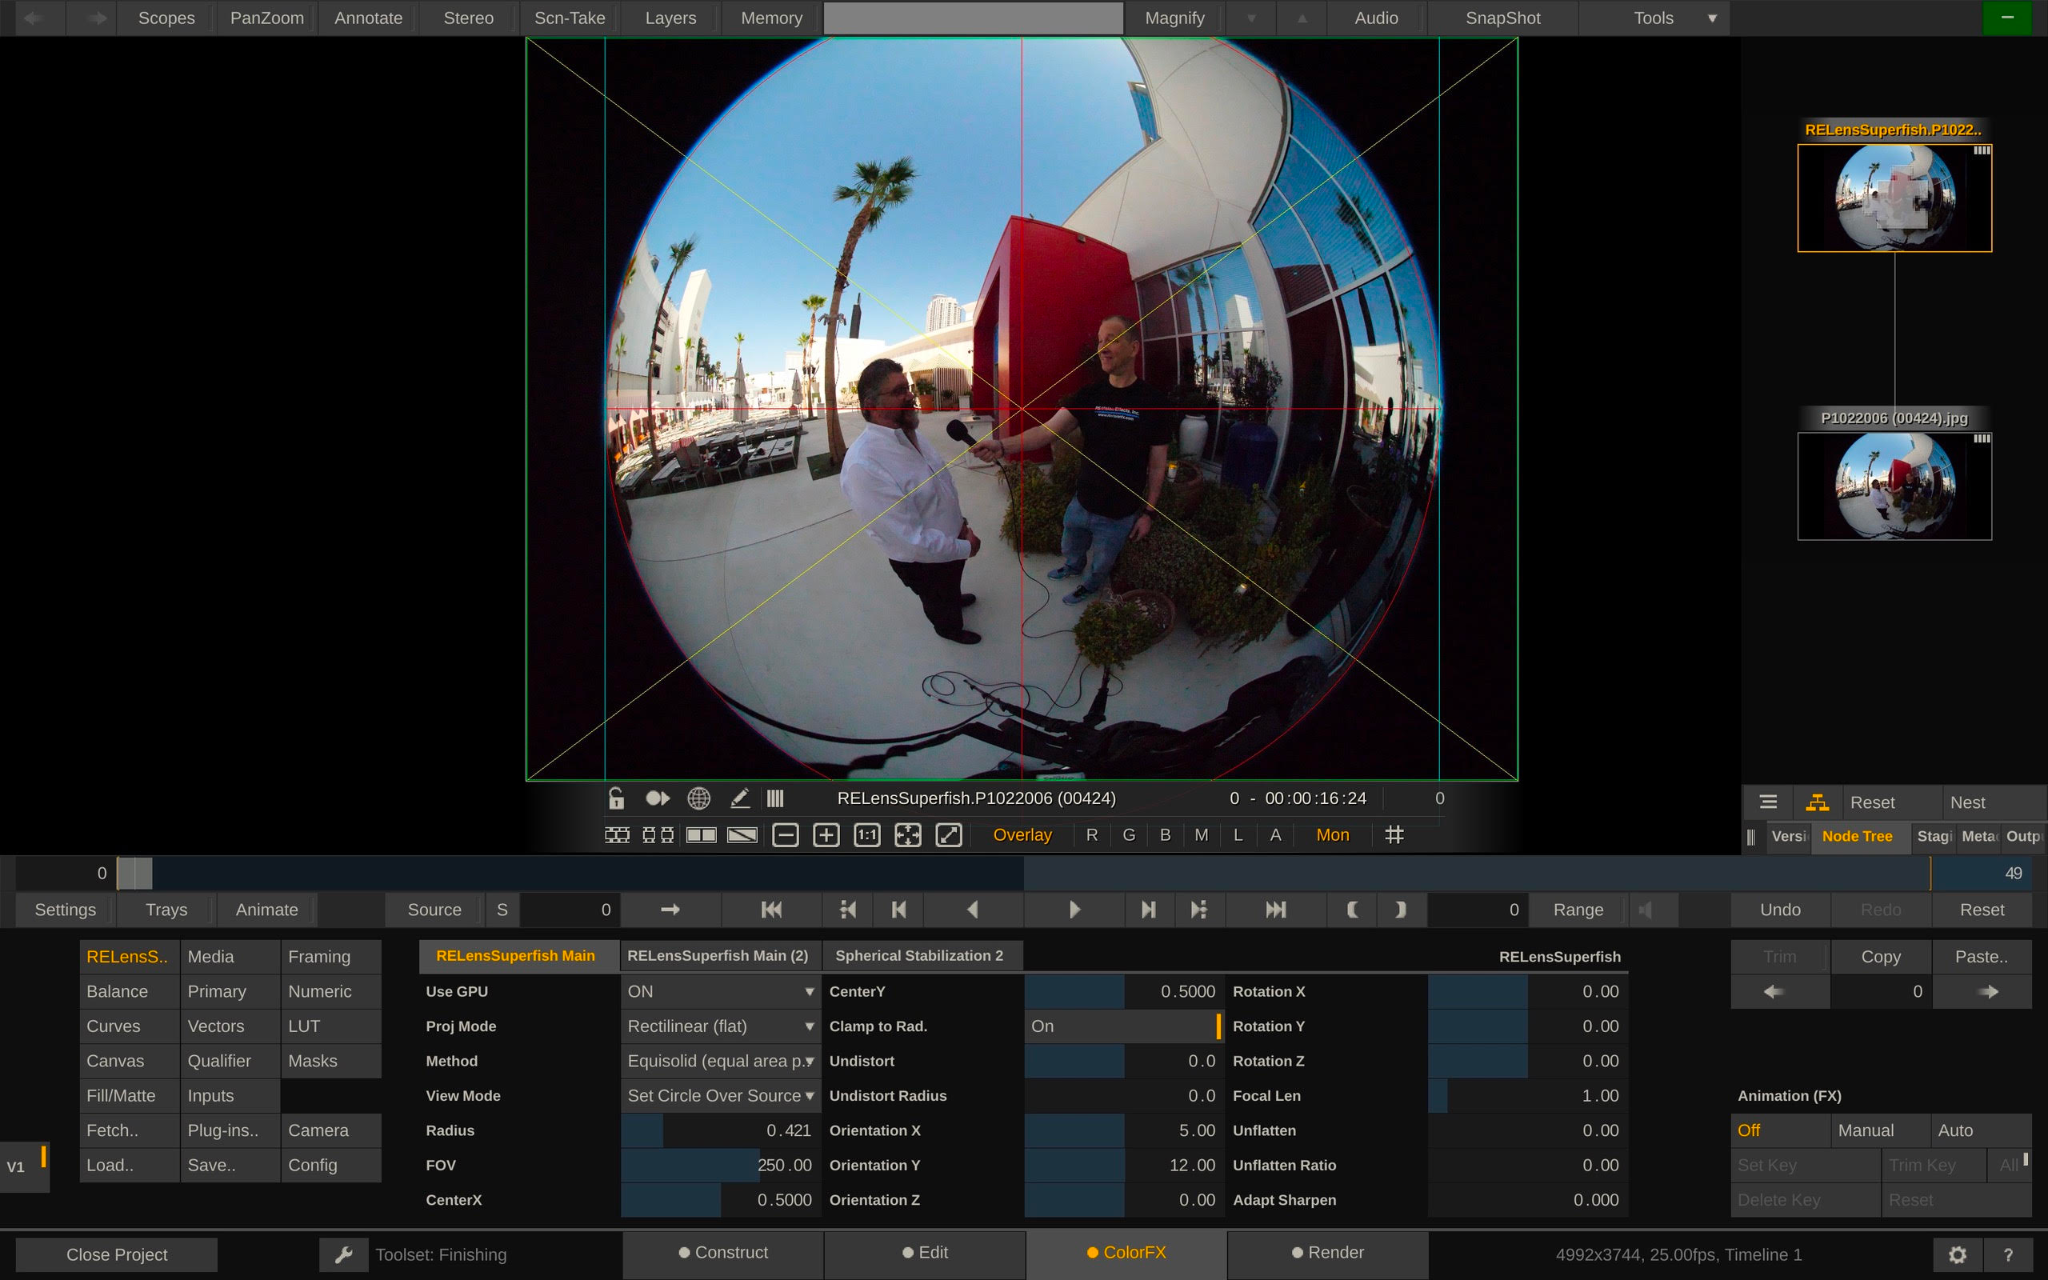 Scopes PanZoom Annotate Stereo Scn-Take Layers Memory Magnify Audio SnapShot Tools
RELensSuperfish.P1022..
P1022006 (00424).jpg
RELensSuperfish.P1022006 (00424) 0 - 00:00:16:24 0
1:1 Overlay R G B M L A Mon
Reset Nest
Versi Node Tree Stagi Meta Outp
0 49
Settings Trays Animate Source S 0 0 Range Undo Redo Reset
RELensS.. Media Framing
Balance Primary Numeric
Curves Vectors LUT
Canvas Qualifier Masks
Fill/Matte Inputs
Fetch.. Plug-ins.. Camera
Load.. Save.. Config
V1
RELensSuperfish Main RELensSuperfish Main (2) Spherical Stabilization 2 RELensSuperfish
Use GPU ON CenterY 0.5000 Rotation X 0.00
Proj Mode Rectilinear (flat) Clamp to Rad. On Rotation Y 0.00
Method Equisolid (equal area p.. Undistort 0.0 Rotation Z 0.00
View Mode Set Circle Over Source Undistort Radius 0.0 Focal Len 1.00
Radius 0.421 Orientation X 5.00 Unflatten 0.00
FOV 250.00 Orientation Y 12.00 Unflatten Ratio 0.00
CenterX 0.5000 Orientation Z 0.00 Adapt Sharpen 0.000
Trim Copy Paste..
0
Animation (FX)
Off Manual Auto
Set Key Trim Key All
Delete Key Reset
Close Project Toolset: Finishing Construct Edit ColorFX Render 4992x3744, 25.00fps, Timeline 1 ?